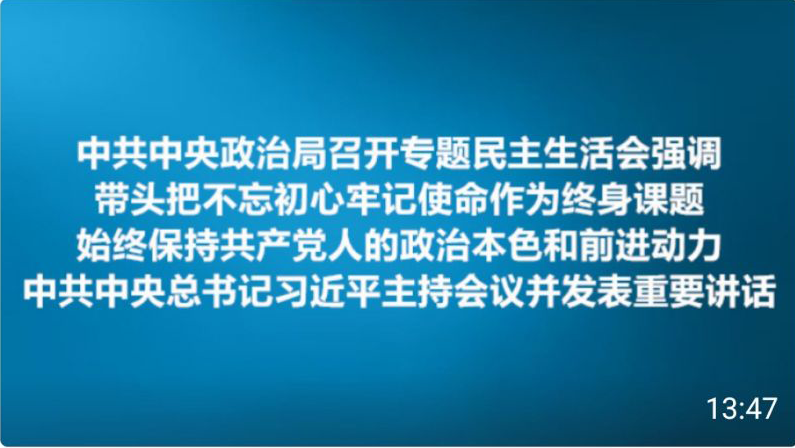 中共中央政治局召开专题民主生活会强调
带头把不忘初心牢记使命作为终身课题
始终保持共产党人的政治本色和前进动力
中共中央总书记习近平主持会议并发表重要讲话
13:47